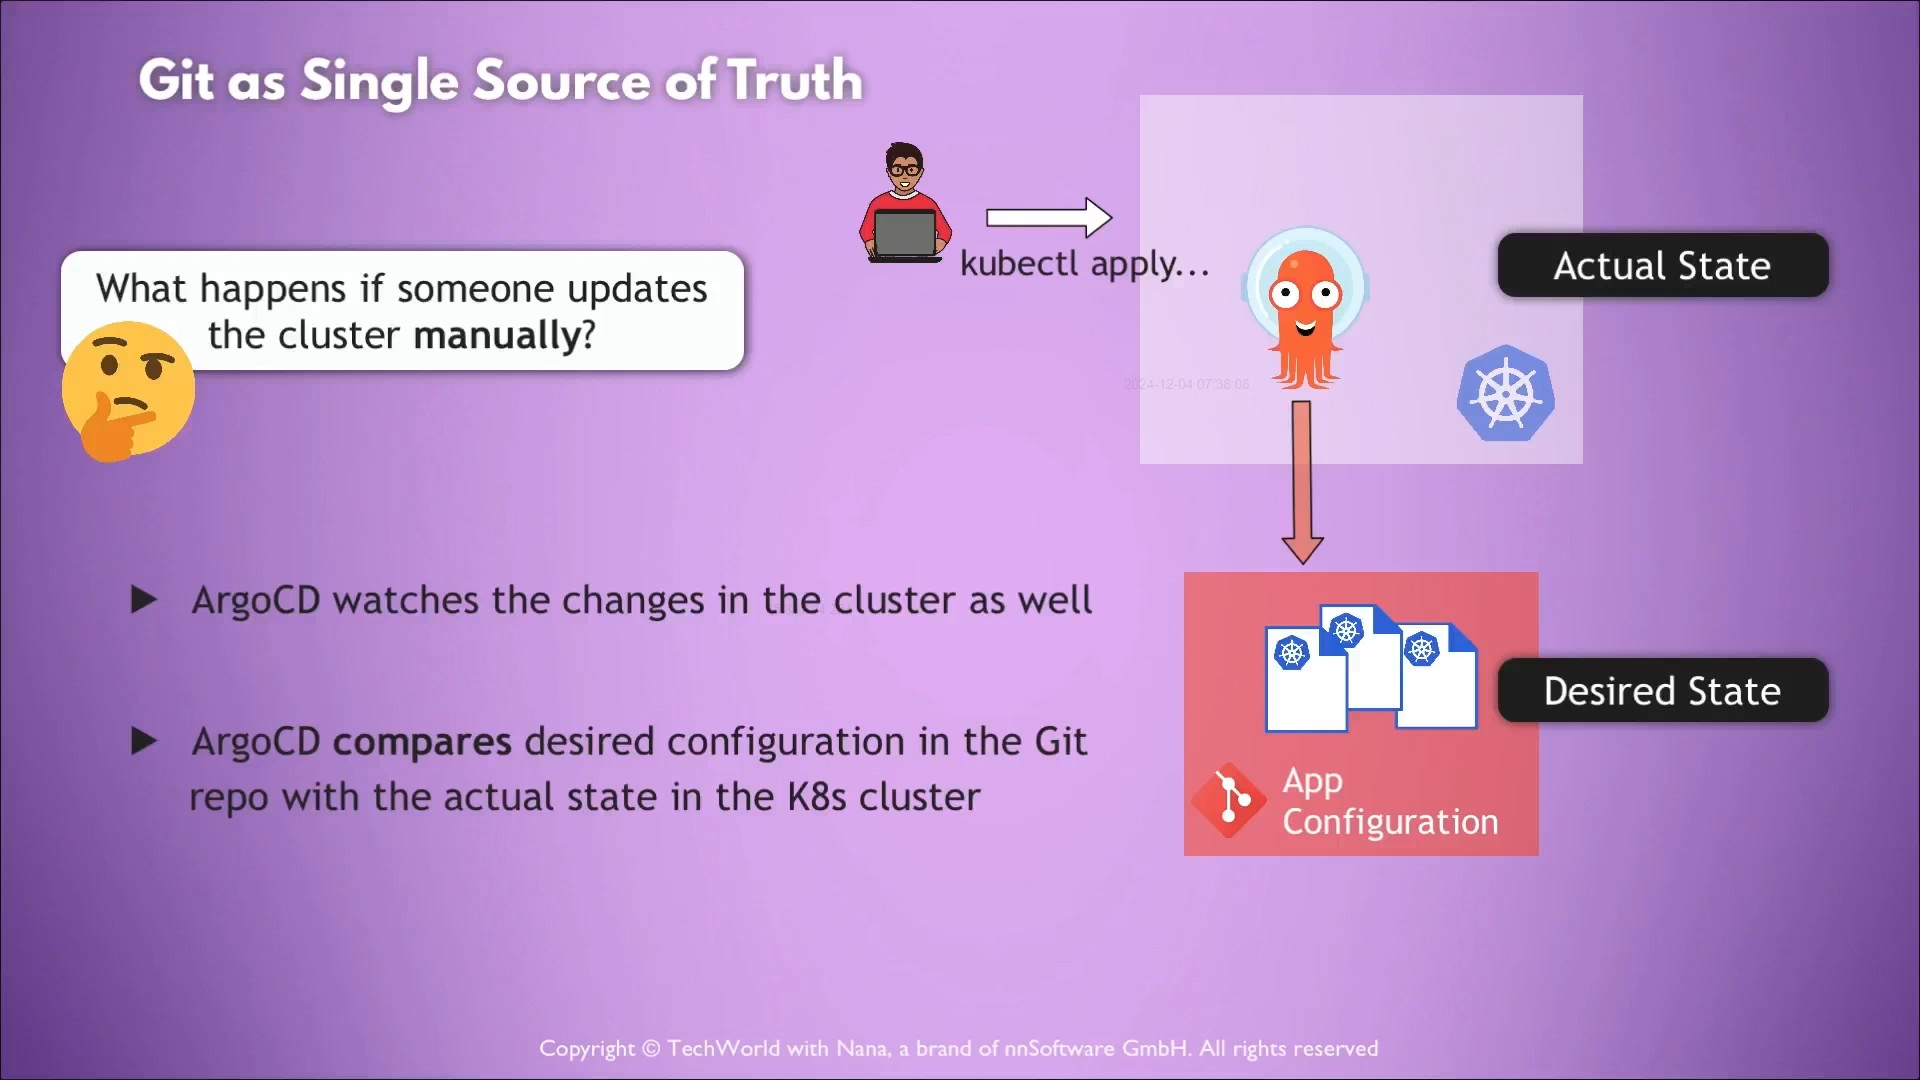 Git as Single Source of Truth
What happens if someone updates
the cluster manually?
kubectl apply...
Actual State
2024-12-04 07:38:06
ArgoCD watches the changes in the cluster as well
ArgoCD compares desired configuration in the Git
repo with the actual state in the K8s cluster
Desired State
App
Configuration
Copyright © TechWorld with Nana, a brand of nnSoftware GmbH. All rights reserved